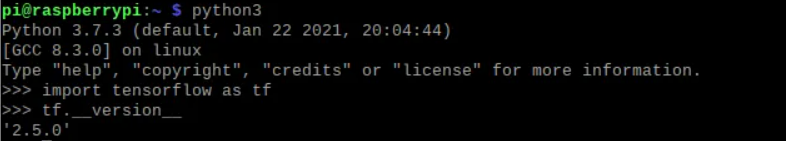 pi@raspberrypi:~ $ python3
Python 3.7.3 (default, Jan 22 2021, 20:04:44)
[GCC 8.3.0] on linux
Type "help", "copyright", "credits" or "license" for more information.
>>> import tensorflow as tf
>>> tf.__version__
'2.5.0'